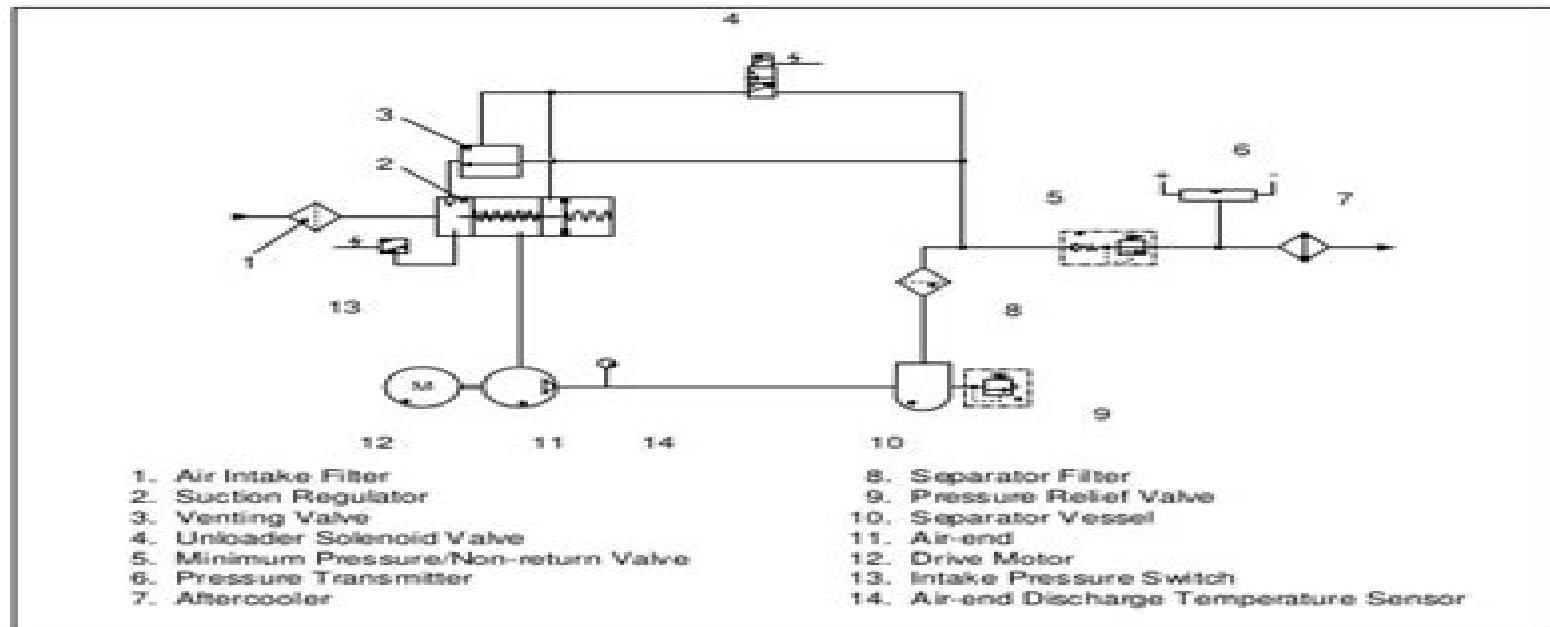 4
3
2
6
5
7
1
13
8
M
9
12 11 14 10
1. Air Intake Filter
2. Suction Regulator
3. Venting Valve
4. Unloader Solenoid Valve
5. Minimum Pressure/Non-return Valve
6. Pressure Transmitter
7. Aftercooler
8. Separator Filter
9. Pressure Relief Valve
10. Separator Vessel
11. Air-end
12. Drive Motor
13. Intake Pressure Switch
14. Air-end Discharge Temperature Sensor